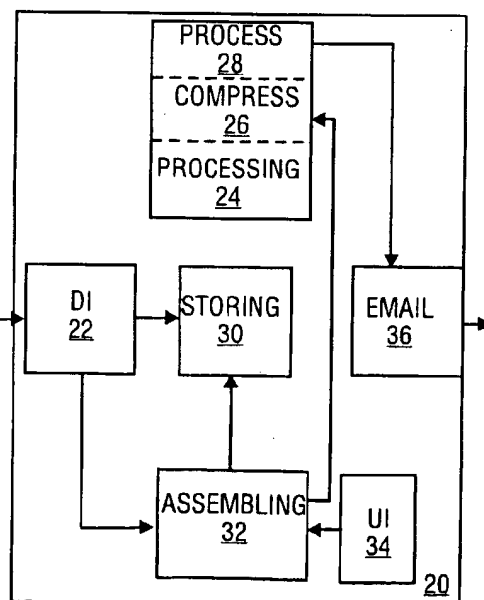 PROCESS
28
COMPRESS
26
PROCESSING
24
DI
22
STORING
30
EMAIL
36
ASSEMBLING
32
UI
34
20